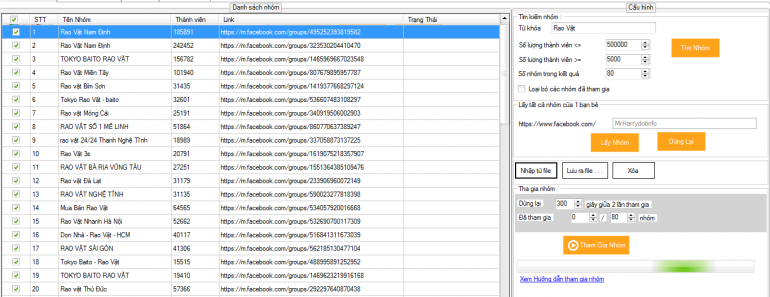 Danh sách nhóm
STT Tên Nhóm Thành viên Link Trạng Thái
1 Rao Vặt Nam Định 185891 https://m.facebook.com/groups/495252393819582
2 Rao Vặt Nam Định 242452 https://m.facebook.com/groups/323530204410470
3 TOKYO BAITO RAO VẶT 156782 https://m.facebook.com/groups/1465969667023548
4 Rao Vặt Miền Tây 101940 https://m.facebook.com/groups/807679895957787
5 Rao vặt Bỉm Sơn 31435 https://m.facebook.com/groups/1419377668297124
6 Tokyo Rao Vặt - baito 32601 https://m.facebook.com/groups/536607483108297
7 Rao vặt Móng Cái 25191 https://m.facebook.com/groups/340919506002903
8 RAO VẶT SỐ 1 MÊ LINH 51864 https://m.facebook.com/groups/860770637389247
9 rao vặt 24/24 Thanh Nghệ Tĩnh 18989 https://m.facebook.com/groups/337058873137225
10 Rao Vặt 3s 20791 https://m.facebook.com/groups/1619075218357907
11 RAO VẶT BÀ RỊA VŨNG TÀU 27251 https://m.facebook.com/groups/1551364385109476
12 Rao vặt Đà Lạt 31179 https://m.facebook.com/groups/233906960072149
13 RAO VẶT NGHỆ TĨNH 31135 https://m.facebook.com/groups/590023277818398
14 Mua Bán Rao Vặt 64565 https://m.facebook.com/groups/534057920016668
15 Rao Vặt Nhanh Hà Nội 52662 https://m.facebook.com/groups/532690700117309
16 Dọn Nhà - Rao Vặt - HCM 40117 https://m.facebook.com/groups/516841311673039
17 RAO VẶT SÀI GÒN 41306 https://m.facebook.com/groups/562185130477104
18 Tokyo Baito - Rao Vặt 15515 https://m.facebook.com/groups/488995891252952
19 TOKYO BAITO RAO VẶT 19410 https://m.facebook.com/groups/1469623219916168
20 Rao vặt Thủ Đức 57366 https://m.facebook.com/groups/292297640870438
Cấu hình
Tìm kiếm nhóm :
Từ khóa Rao Vặt
Số lượng thành viên <= 500000
Số lượng thành viên >= 5000
Số nhóm trong kết quả 80
Tìm Nhóm
Loại bỏ các nhóm đã tham gia
Lấy tất cả nhóm của 1 bạn bè
https://www.facebook.com/ MrHarrydotinfo
Lấy Nhóm Dừng Lại
Nhập từ file Lưu ra file . . . Xóa
Tha gia nhóm :
Dừng lại 300 giây giữa 2 lần tham gia
Đã tham gia 0 / 80 nhóm
Tham Gia Nhóm
Xem Hướng dẫn tham gia nhóm